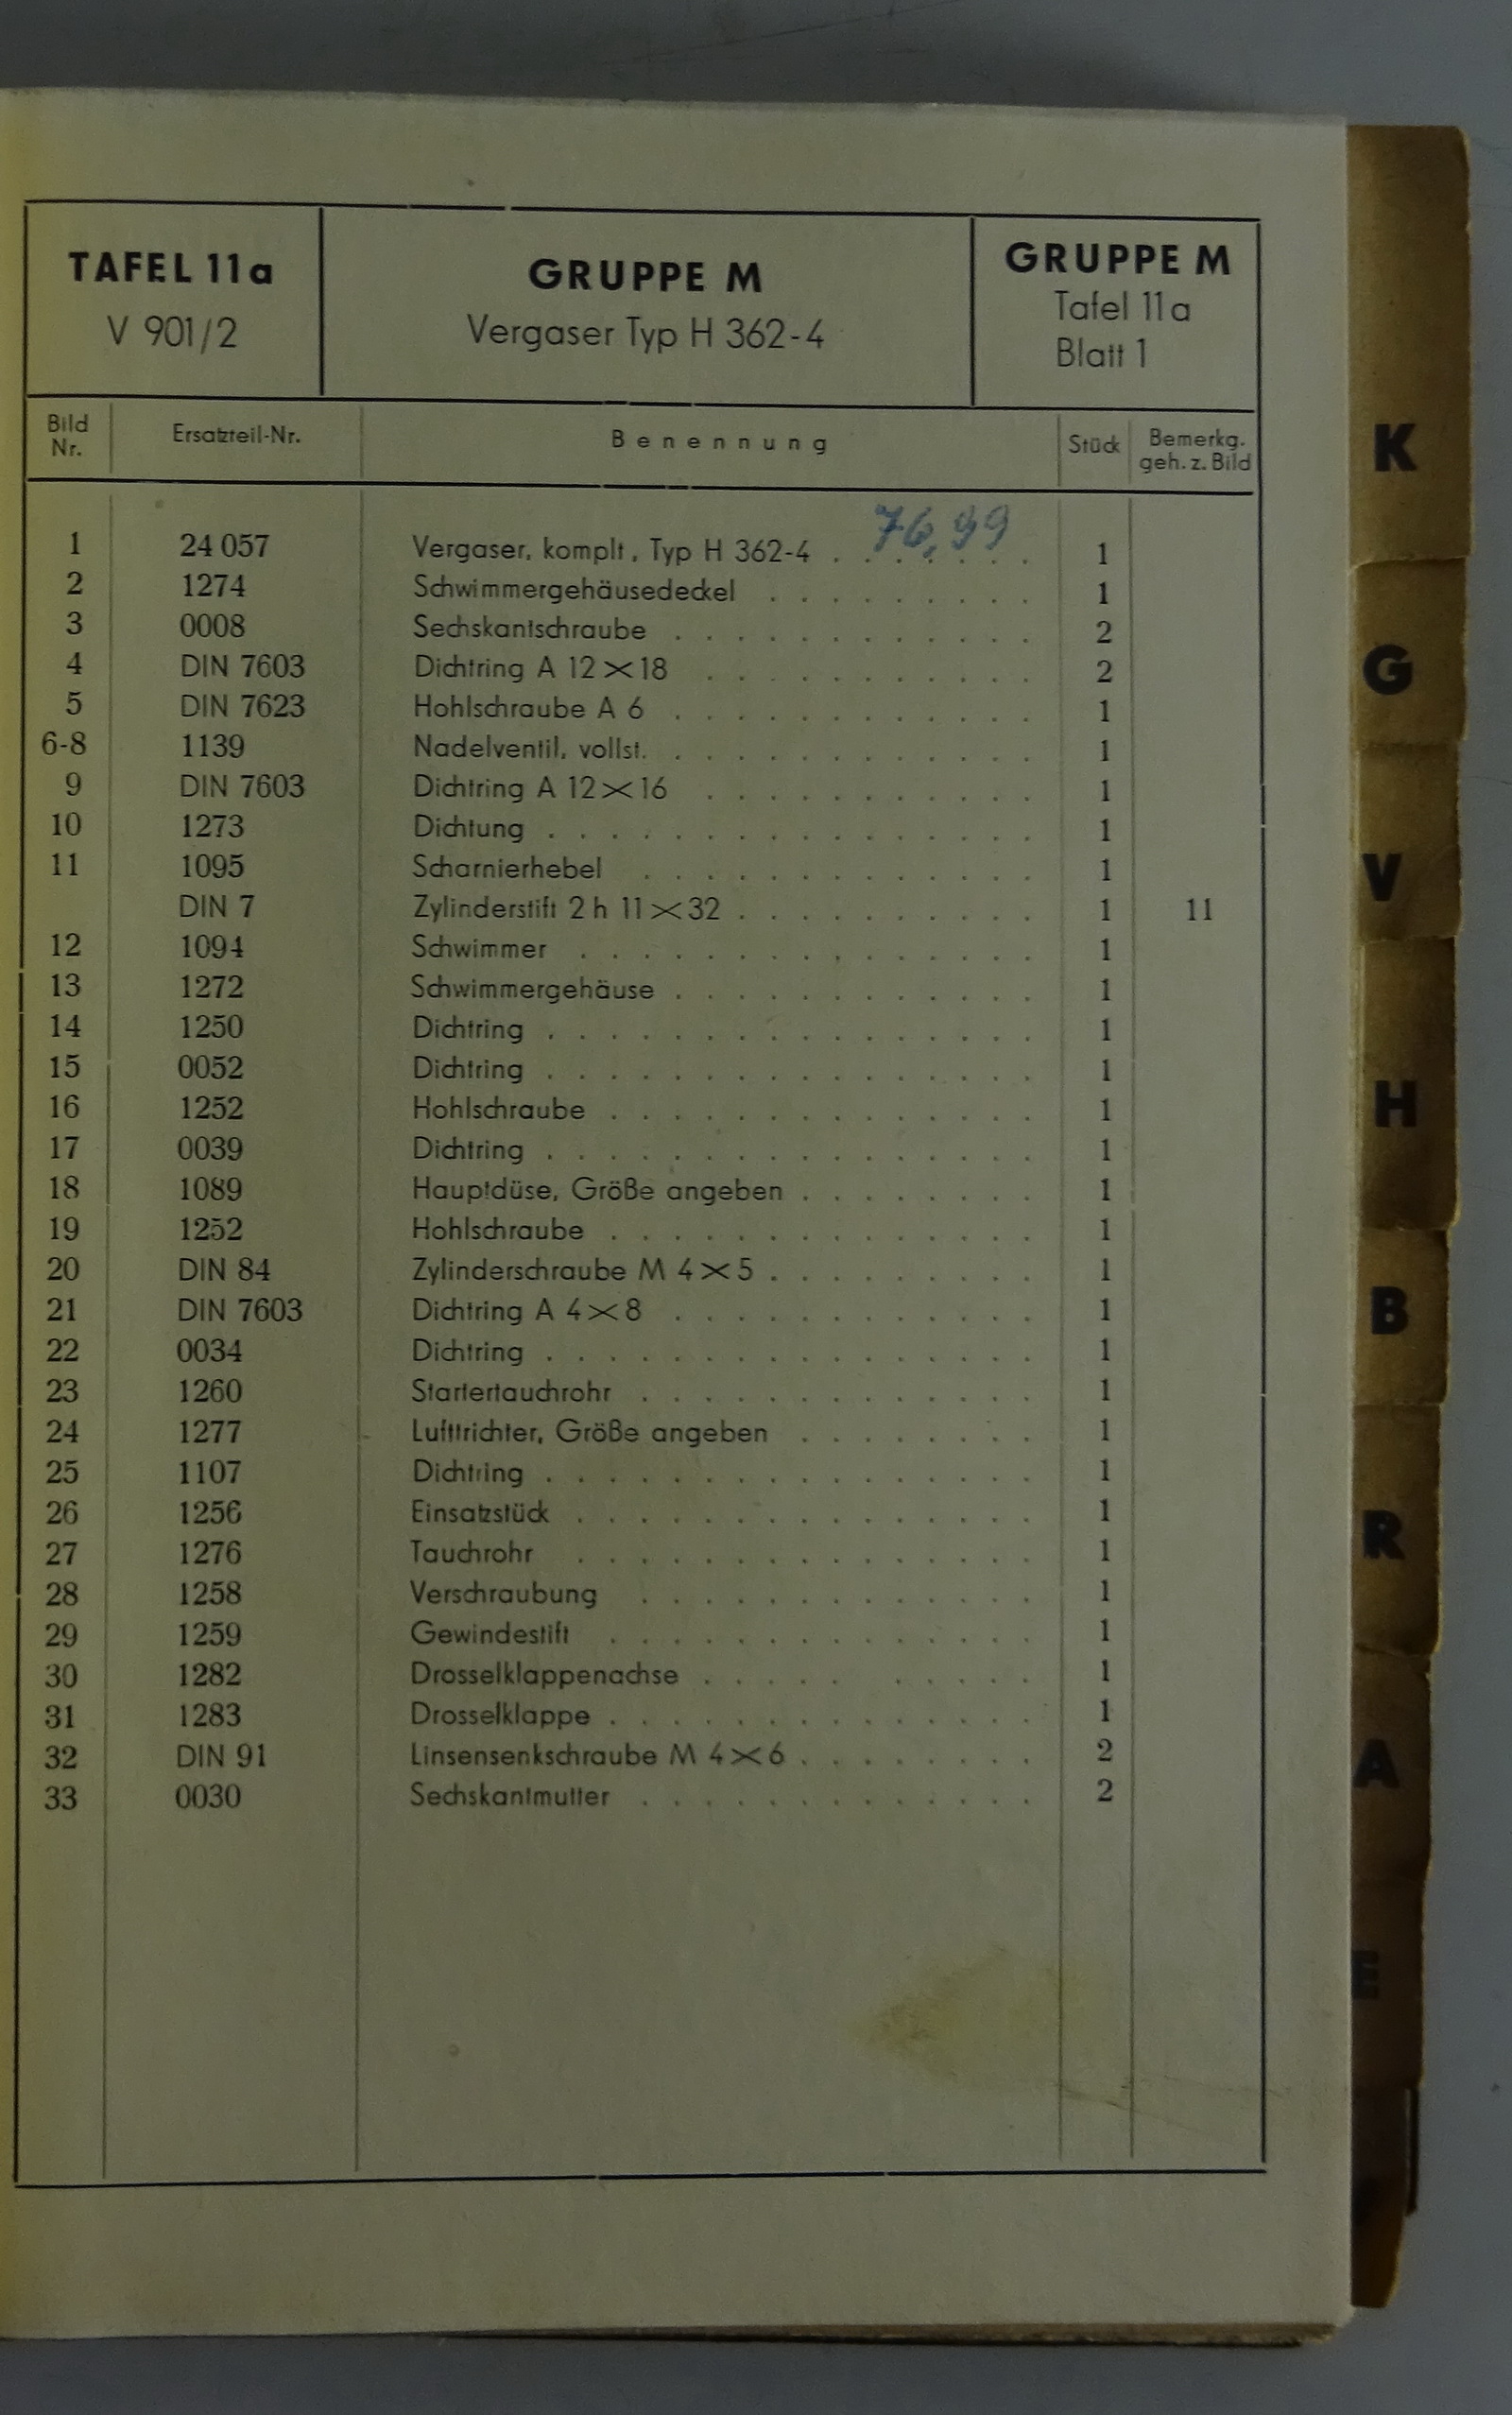 TAFEL 11a
V 901/2
GRUPPE M
Vergaser Typ H 362-4
GRUPPE M
Tafel 11a
Blatt 1
Bild Nr. Ersatzteil-Nr. Benennung Stück Bemerkg. geh. z. Bild
76,99
1 24 057 Vergaser, komplt. Typ H 362-4 . . . . . . . 1
2 1274 Schwimmergehäusedeckel . . . . . . . . . 1
3 0008 Sechskantschraube . . . . . . . . . . . . 2
4 DIN 7603 Dichtring A 12×18 . . . . . . . . . . . 2
5 DIN 7623 Hohlschraube A 6 . . . . . . . . . . . . 1
6-8 1139 Nadelventil, vollst. . . . . . . . . . . . . 1
9 DIN 7603 Dichtring A 12×16 . . . . . . . . . . . 1
10 1273 Dichtung . . . . . . . . . . . . . . . . 1
11 1095 Scharnierhebel . . . . . . . . . . . . . 1
DIN 7 Zylinderstift 2 h 11×32 . . . . . . . . . . 1 11
12 1094 Schwimmer . . . . . . . . . . . . . . . 1
13 1272 Schwimmergehäuse . . . . . . . . . . . . 1
14 1250 Dichtring . . . . . . . . . . . . . . . . 1
15 0052 Dichtring . . . . . . . . . . . . . . . . 1
16 1252 Hohlschraube . . . . . . . . . . . . . . 1
17 0039 Dichtring . . . . . . . . . . . . . . . . 1
18 1089 Hauptdüse, Größe angeben . . . . . . . . 1
19 1252 Hohlschraube . . . . . . . . . . . . . . 1
20 DIN 84 Zylinderschraube M 4×5 . . . . . . . . . 1
21 DIN 7603 Dichtring A 4×8 . . . . . . . . . . . . 1
22 0034 Dichtring . . . . . . . . . . . . . . . . 1
23 1260 Startertauchrohr . . . . . . . . . . . . . 1
24 1277 Lufttrichter, Größe angeben . . . . . . . . 1
25 1107 Dichtring . . . . . . . . . . . . . . . . 1
26 1256 Einsatzstück . . . . . . . . . . . . . . . 1
27 1276 Tauchrohr . . . . . . . . . . . . . . . 1
28 1258 Verschraubung . . . . . . . . . . . . . 1
29 1259 Gewindestift . . . . . . . . . . . . . . 1
30 1282 Drosselklappenachse . . . . . . . . . . 1
31 1283 Drosselklappe . . . . . . . . . . . . . . 1
32 DIN 91 Linsensenkschraube M 4×6 . . . . . . . . 2
33 0030 Sechskantmutter . . . . . . . . . . . . . 2
K
G
V
H
B
R
A
E